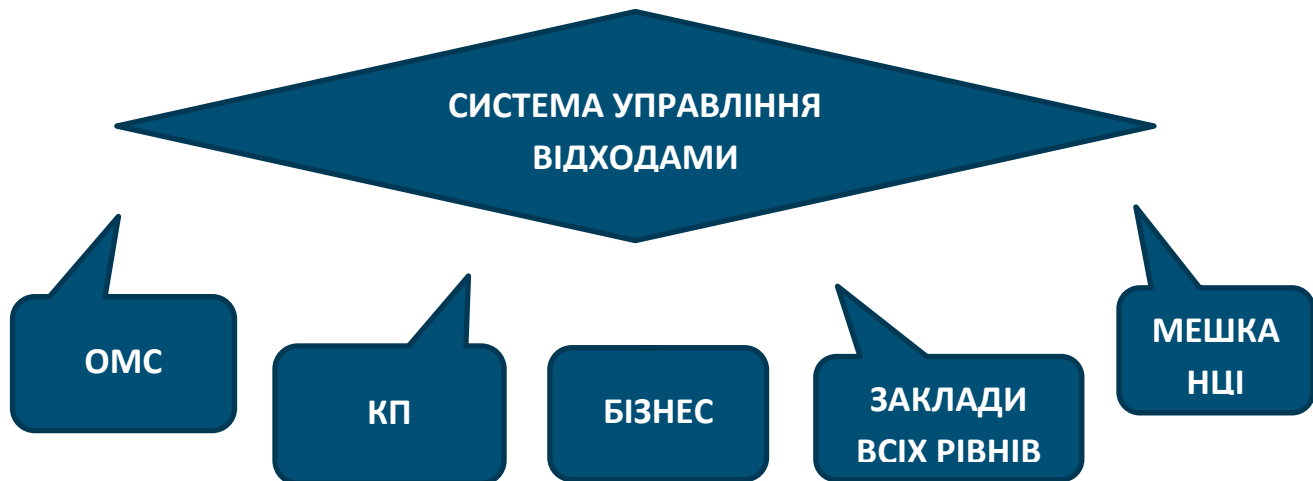 СИСТЕМА УПРАВЛІННЯ
ВІДХОДАМИ
ОМС
КП
БІЗНЕС
ЗАКЛАДИ
ВСІХ РІВНІВ
МЕШКА
НЦІ